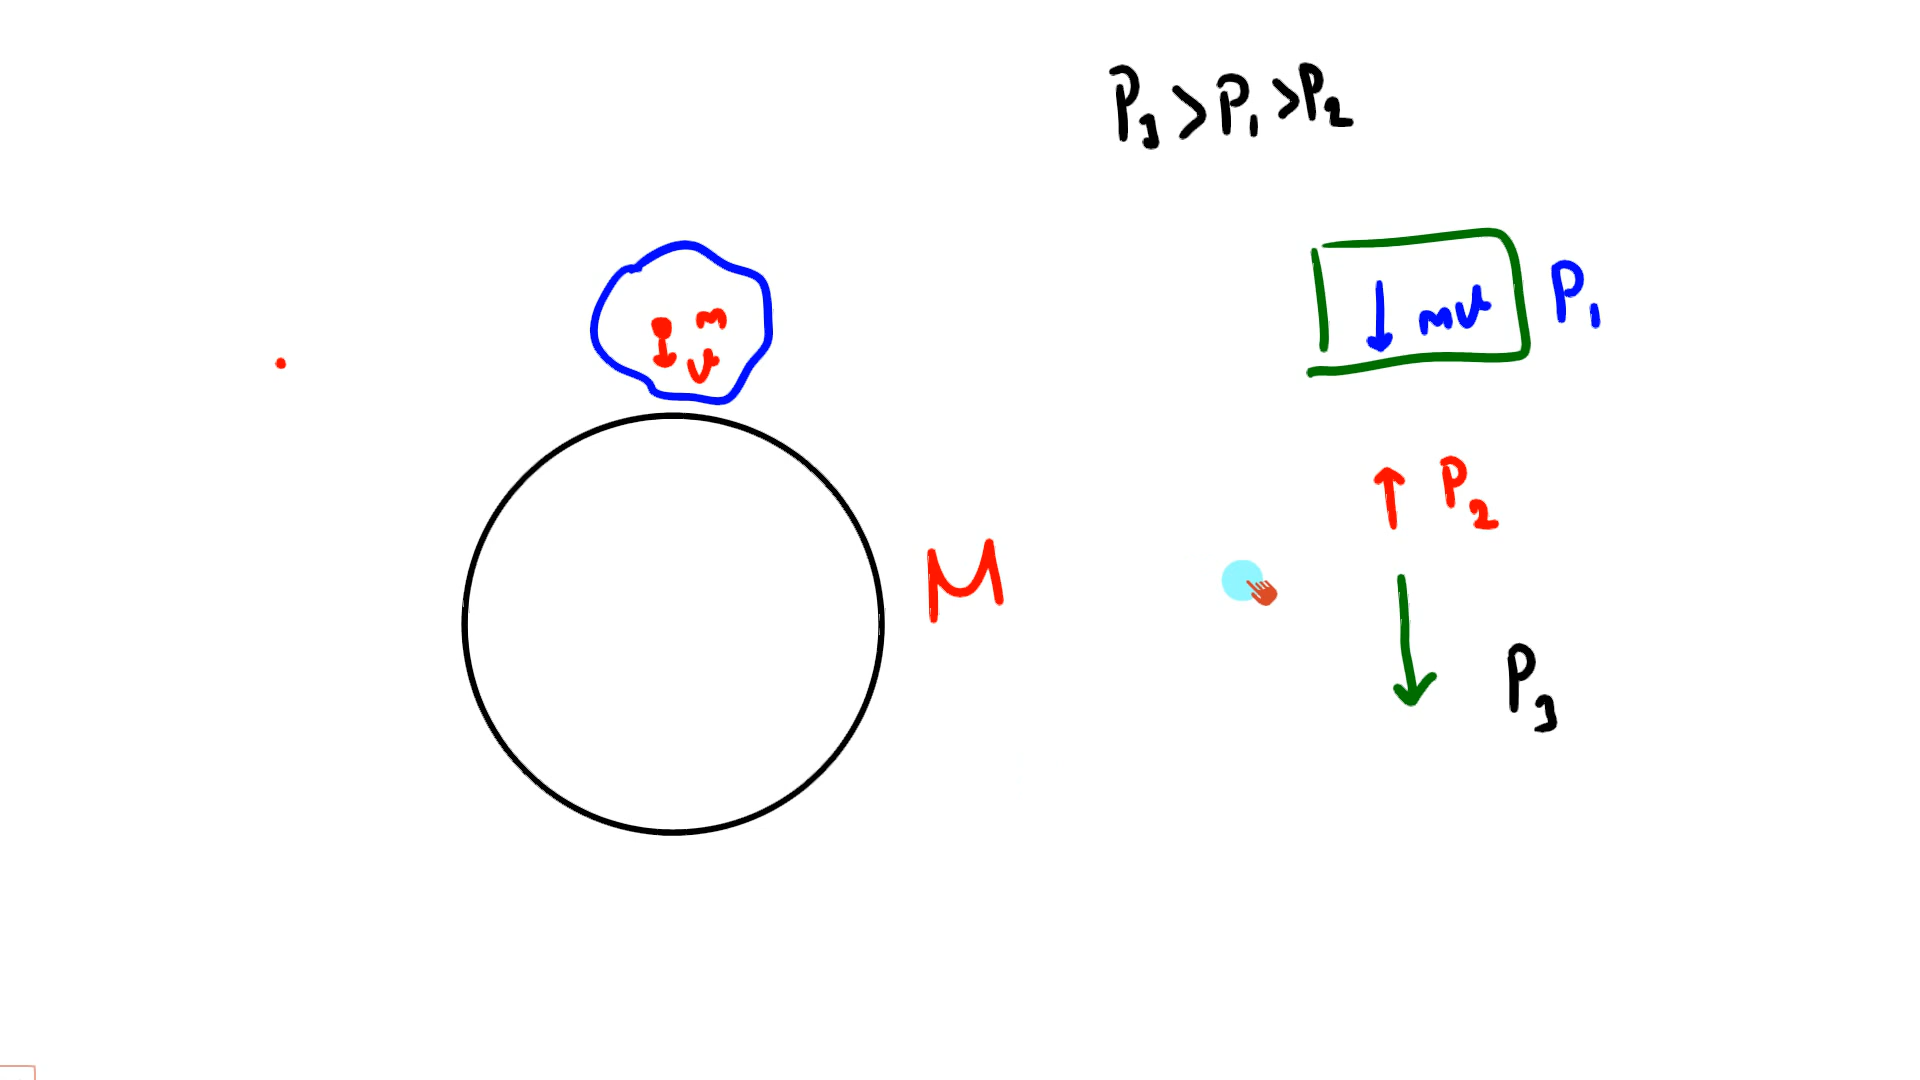 P₃ > P₁ > P₂
m
v
mv
P₁
P₂
M
P₃